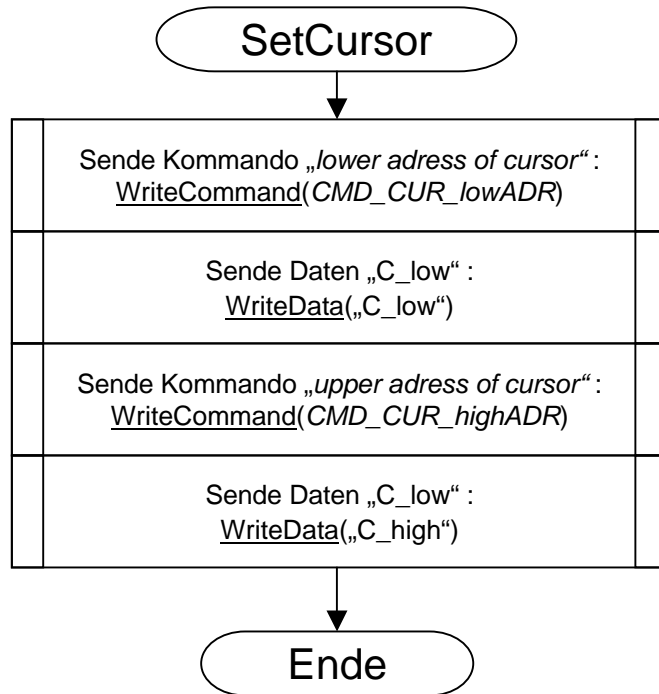 SetCursor
Sende Kommando „lower adress of cursor“ :
WriteCommand(CMD_CUR_lowADR)
Sende Daten „C_low“ :
WriteData(„C_low“)
Sende Kommando „upper adress of cursor“ :
WriteCommand(CMD_CUR_highADR)
Sende Daten „C_low“ :
WriteData(„C_high“)
Ende